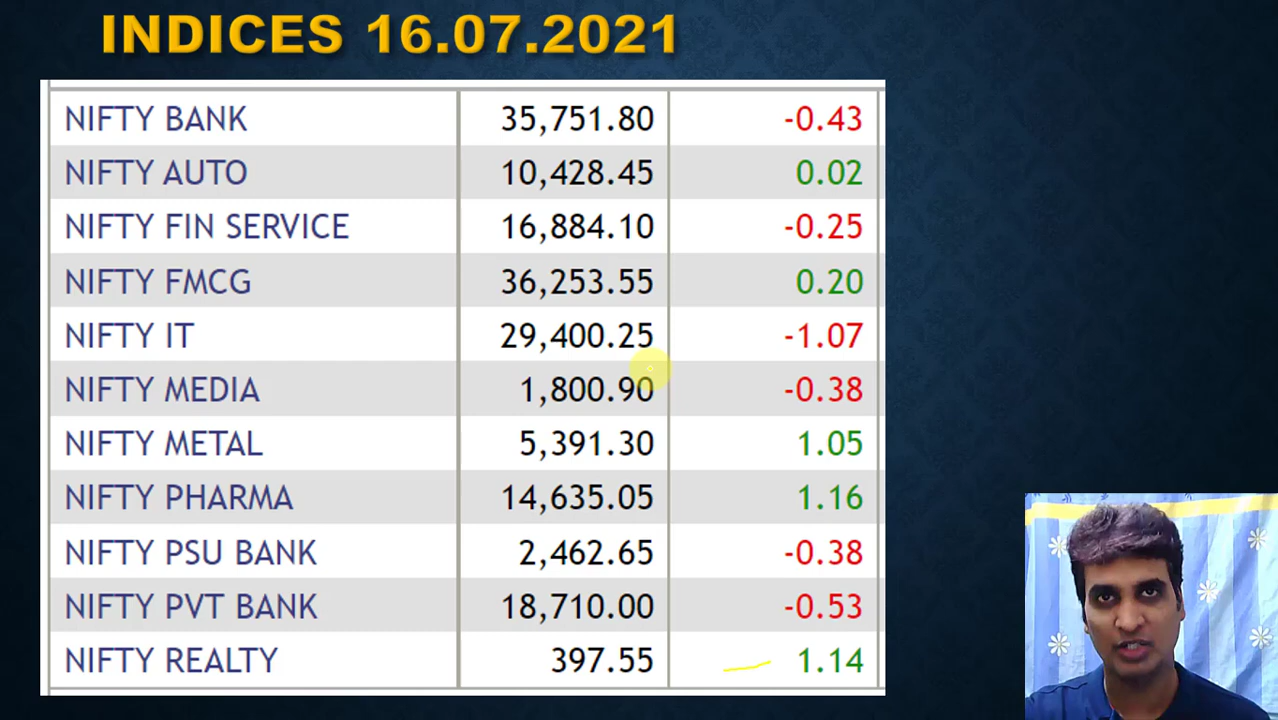 INDICES 16.07.2021
NIFTY BANK 35,751.80 -0.43
NIFTY AUTO 10,428.45 0.02
NIFTY FIN SERVICE 16,884.10 -0.25
NIFTY FMCG 36,253.55 0.20
NIFTY IT 29,400.25 -1.07
NIFTY MEDIA 1,800.90 -0.38
NIFTY METAL 5,391.30 1.05
NIFTY PHARMA 14,635.05 1.16
NIFTY PSU BANK 2,462.65 -0.38
NIFTY PVT BANK 18,710.00 -0.53
NIFTY REALTY 397.55 1.14